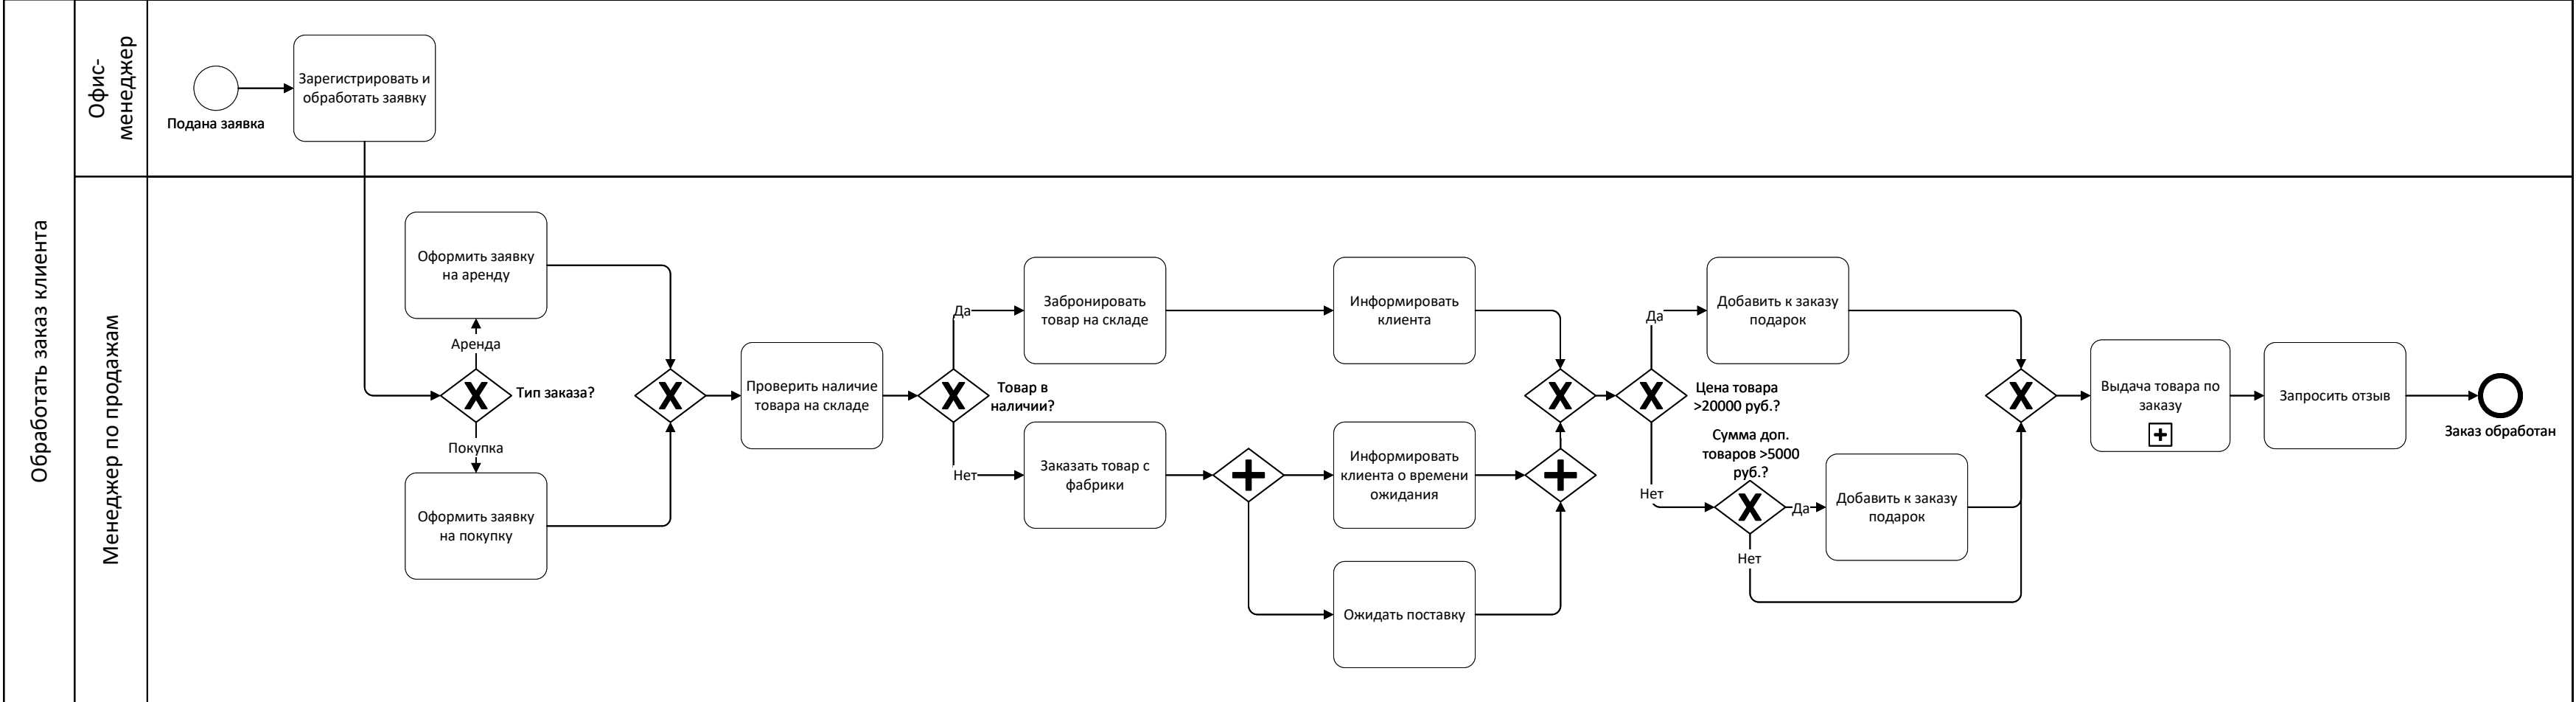 Обработать заказ клиента
Офис-
менеджер
Подана заявка
Зарегистрировать и
обработать заявку
Менеджер по продажам
Оформить заявку
на аренду
Аренда
Тип заказа?
Покупка
Оформить заявку
на покупку
Проверить наличие
товара на складе
Товар в
наличии?
Да
Забронировать
товар на складе
Информировать
клиента
Нет
Заказать товар с
фабрики
Информировать
клиента о времени
ожидания
Ожидать поставку
Цена товара
>20000 руб.?
Да
Добавить к заказу
подарок
Нет
Сумма доп.
товаров >5000
руб.?
Да
Добавить к заказу
подарок
Нет
Выдача товара по
заказу
Запросить отзыв
Заказ обработан